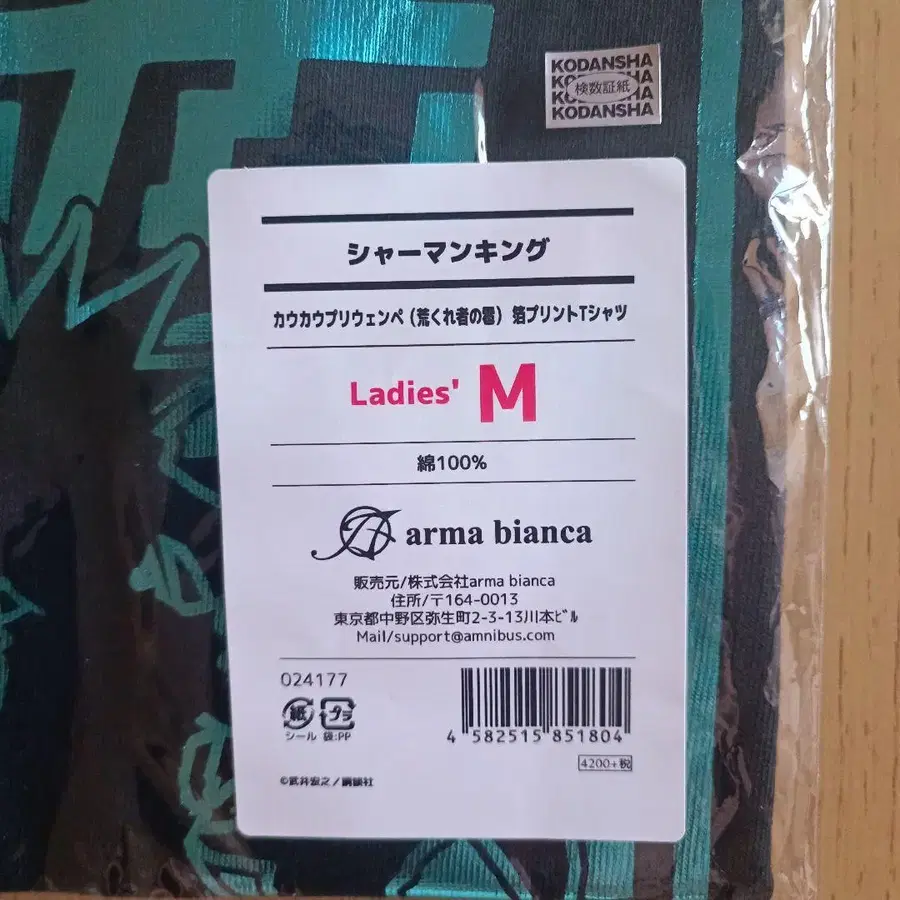 KODANSHA
KODANSHA
検数証紙
KODANSHA
KODANSHA
シャーマンキング
カウカウプリウェンペ（荒くれ者の雹）箔プリントTシャツ
Ladies' M
綿100%
arma bianca
販売元/株式会社arma bianca
住所/〒164-0013
東京都中野区弥生町2-3-13川本ビル
Mail/support@amnibus.com
024177
紙 プラ
シール 袋:PP
4 582515 851804
4200+税
©武井宏之／講談社